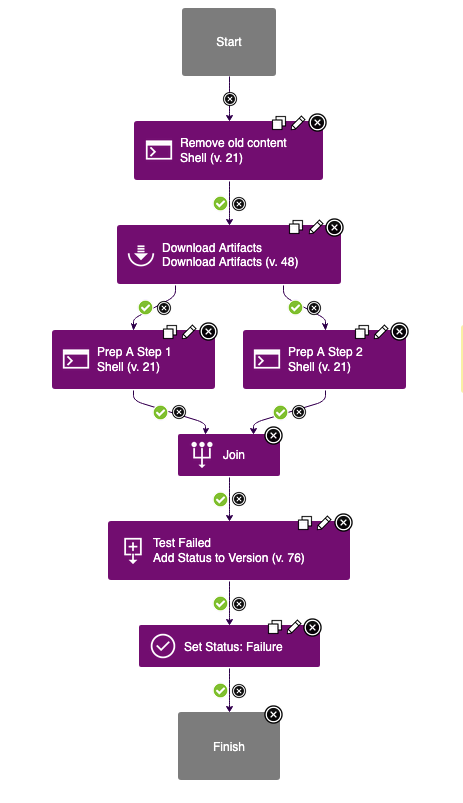 Start
Remove old content
Shell (v. 21)
Download Artifacts
Download Artifacts (v. 48)
Prep A Step 1
Shell (v. 21)
Prep A Step 2
Shell (v. 21)
Join
Test Failed
Add Status to Version (v. 76)
Set Status: Failure
Finish